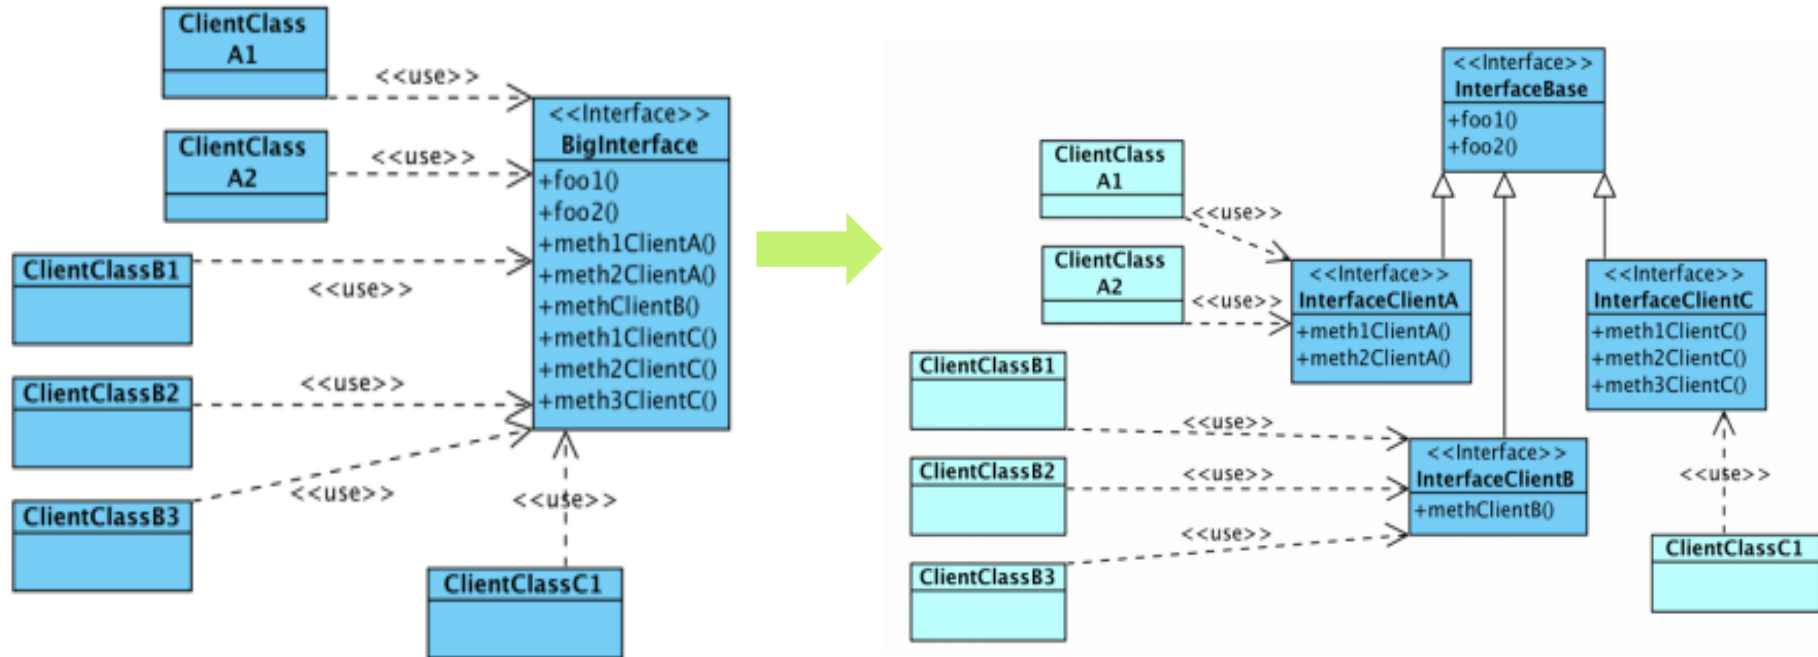 ClientClass
A1
<<use>>
ClientClass
A2
<<use>>
ClientClassB1
<<use>>
ClientClassB2
<<use>>
ClientClassB3
<<use>>
<<use>>
ClientClassC1
<<Interface>>
BigInterface
+foo1()
+foo2()
+meth1ClientA()
+meth2ClientA()
+methClientB()
+meth1ClientC()
+meth2ClientC()
+meth3ClientC()
<<Interface>>
InterfaceBase
+foo1()
+foo2()
ClientClass
A1
<<use>>
ClientClass
A2
<<use>>
<<Interface>>
InterfaceClientA
+meth1ClientA()
+meth2ClientA()
<<Interface>>
InterfaceClientC
+meth1ClientC()
+meth2ClientC()
+meth3ClientC()
ClientClassB1
<<use>>
ClientClassB2
<<use>>
ClientClassB3
<<use>>
<<Interface>>
InterfaceClientB
+methClientB()
<<use>>
ClientClassC1